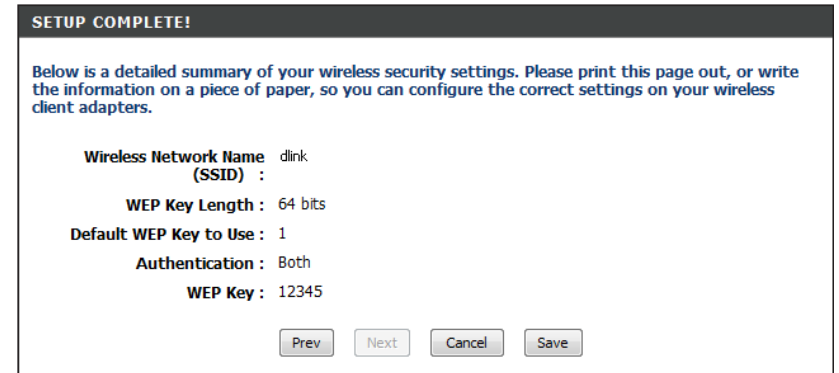 SETUP COMPLETE!
Below is a detailed summary of your wireless security settings. Please print this page out, or write
the information on a piece of paper, so you can configure the correct settings on your wireless
client adapters.
Wireless Network Name dlink
(SSID) :
WEP Key Length : 64 bits
Default WEP Key to Use : 1
Authentication : Both
WEP Key : 12345
Prev Next Cancel Save